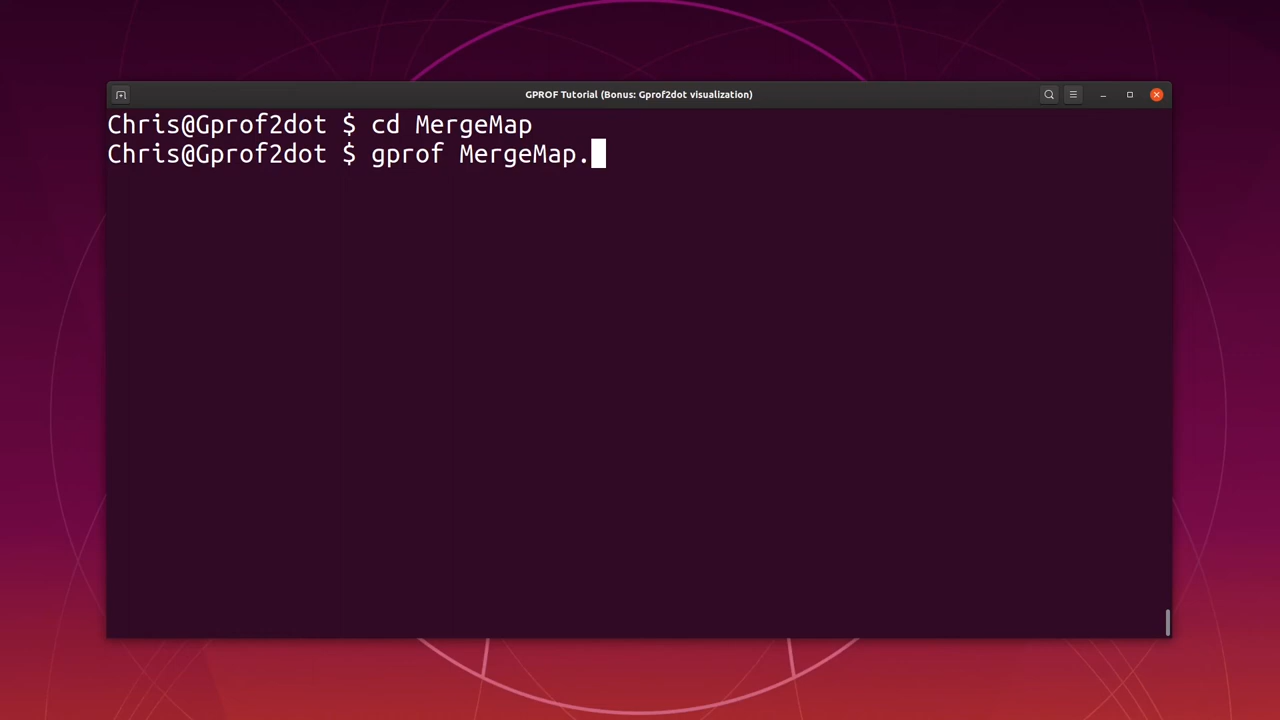 GPROF Tutorial (Bonus: Gprof2dot visualization)
Chris@Gprof2dot $ cd MergeMap
Chris@Gprof2dot $ gprof MergeMap.